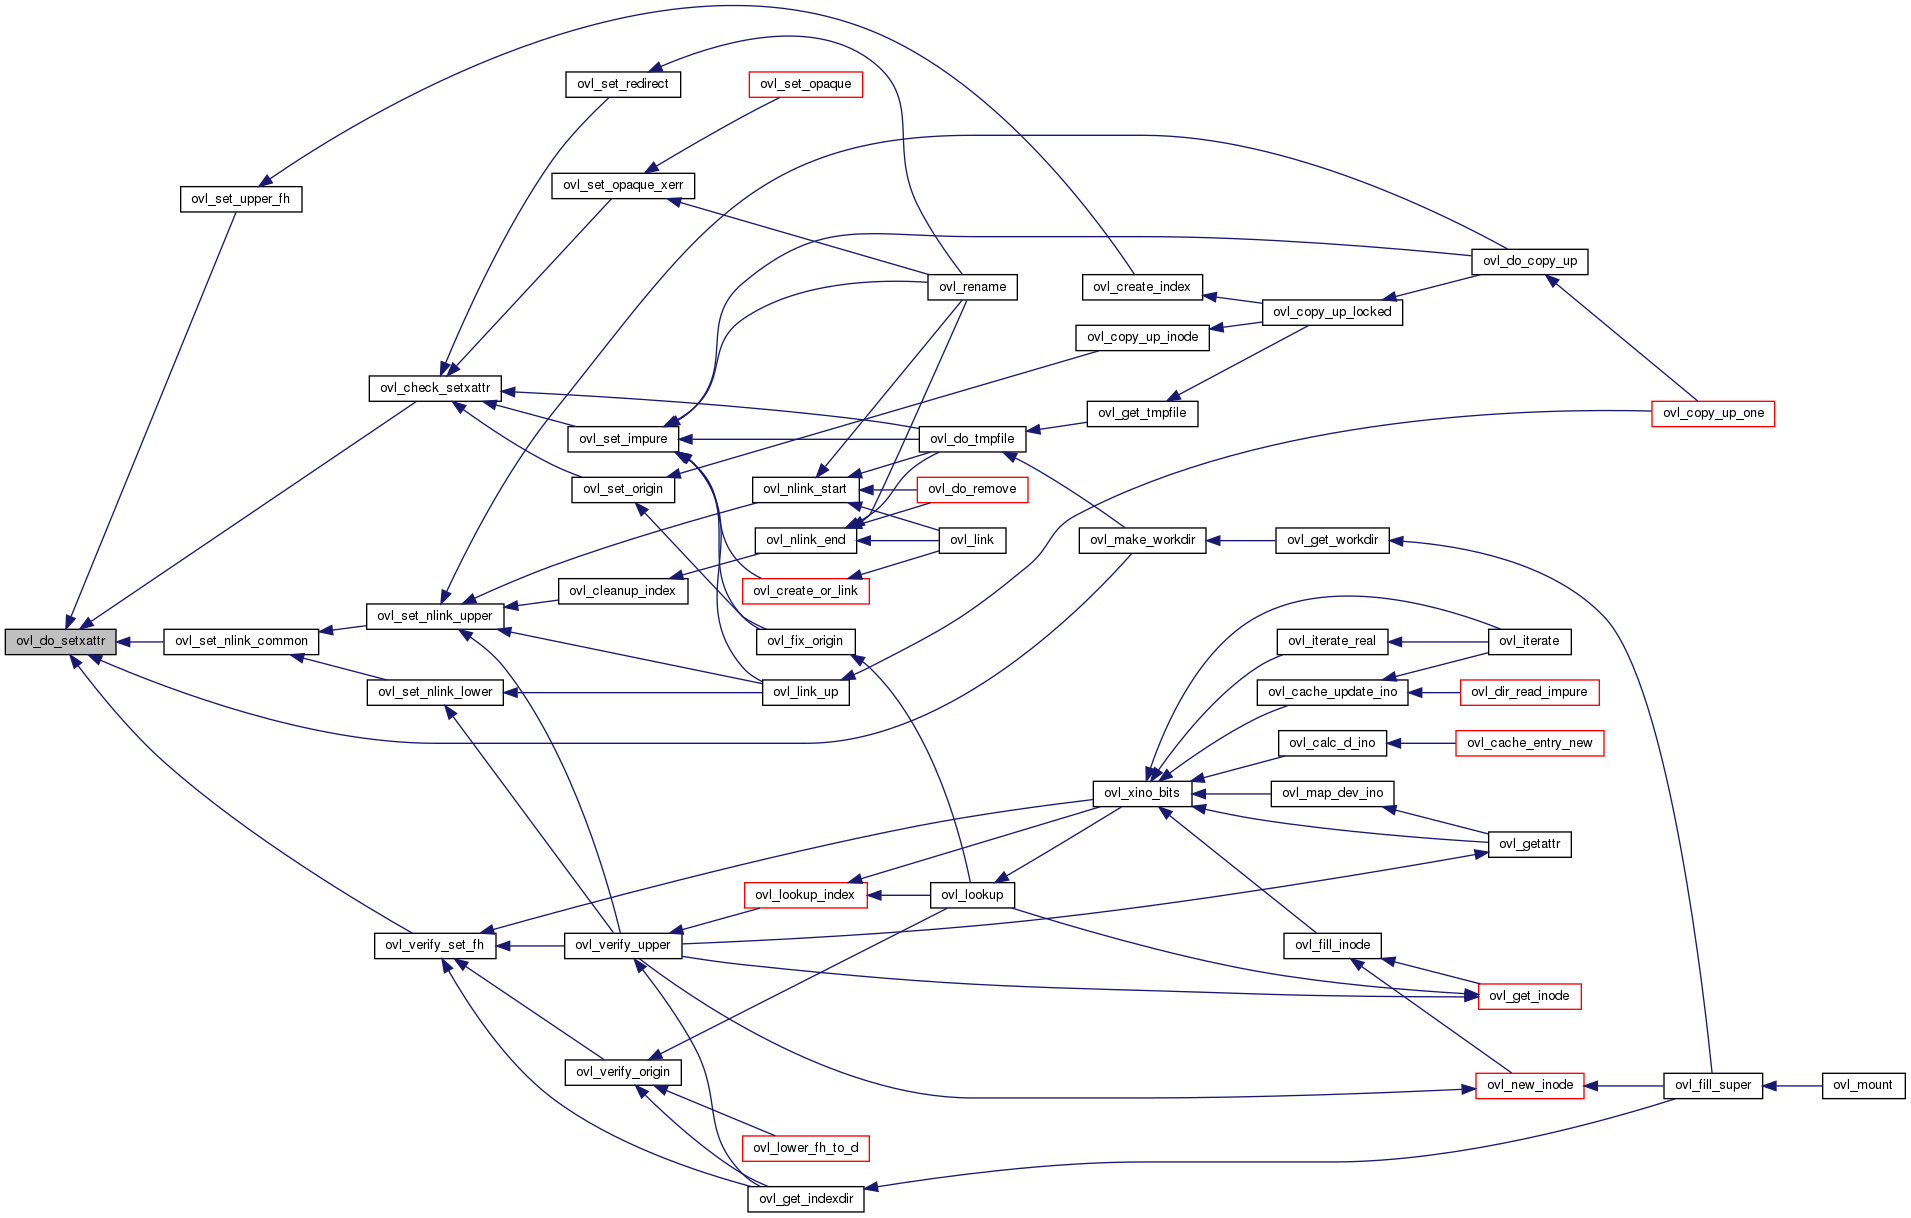 ovl_set_redirect
ovl_set_opaque
ovl_set_opaque_xerr
ovl_set_upper_fh
ovl_do_copy_up
ovl_rename
ovl_create_index
ovl_copy_up_locked
ovl_copy_up_inode
ovl_check_setxattr
ovl_get_tmpfile
ovl_copy_up_one
ovl_set_impure
ovl_do_tmpfile
ovl_set_origin
ovl_nlink_start
ovl_do_remove
ovl_nlink_end
ovl_link
ovl_make_workdir
ovl_get_workdir
ovl_cleanup_index
ovl_create_or_link
ovl_set_nlink_upper
ovl_do_setxattr
ovl_set_nlink_common
ovl_fix_origin
ovl_iterate_real
ovl_iterate
ovl_set_nlink_lower
ovl_link_up
ovl_cache_update_ino
ovl_dir_read_impure
ovl_calc_d_ino
ovl_cache_entry_new
ovl_xino_bits
ovl_map_dev_ino
ovl_getattr
ovl_lookup_index
ovl_lookup
ovl_verify_set_fh
ovl_verify_upper
ovl_fill_inode
ovl_get_inode
ovl_verify_origin
ovl_new_inode
ovl_fill_super
ovl_mount
ovl_lower_fh_to_d
ovl_get_indexdir